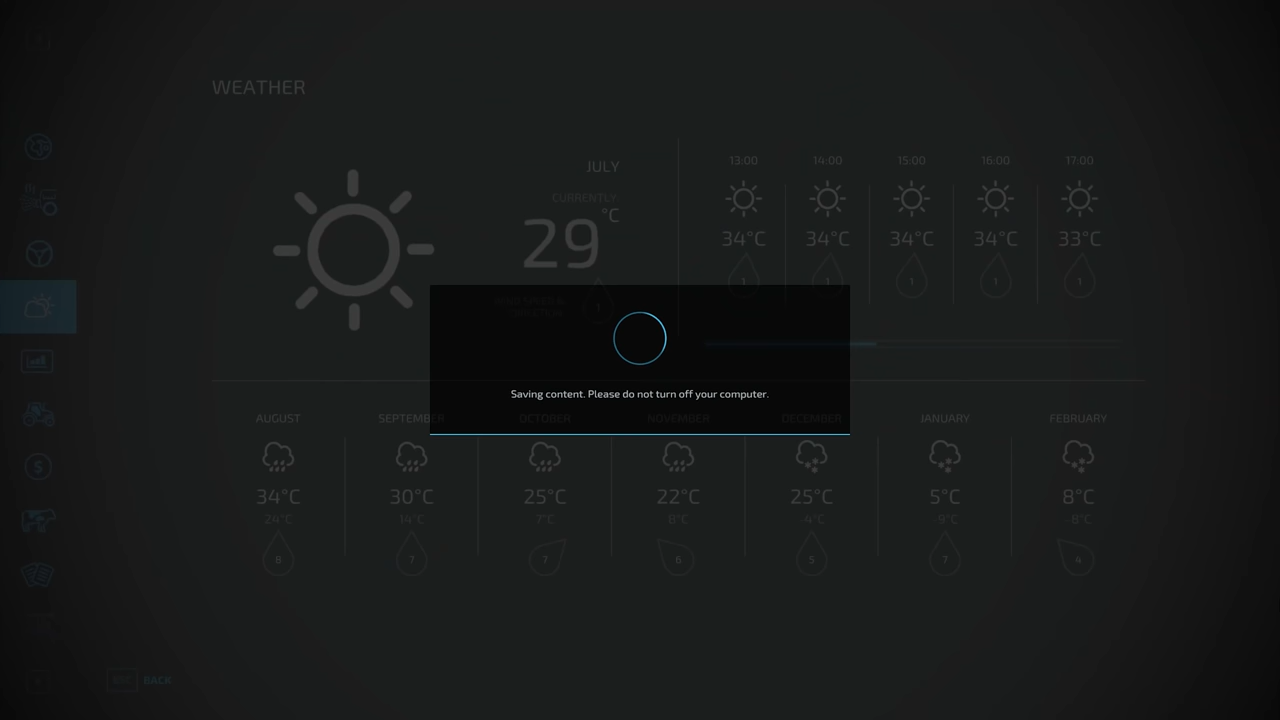 WEATHER
JULY
CURRENTLY
29 °C
13:00 14:00 15:00 16:00 17:00
34°C 34°C 34°C 34°C 33°C
1 1 1 1
1
Saving content. Please do not turn off your computer.
AUGUST SEPTEMBER OCTOBER NOVEMBER DECEMBER JANUARY FEBRUARY
34°C 30°C 25°C 22°C 25°C 5°C 8°C
24°C 14°C 7°C 8°C 4°C -9°C -8°C
8 7 7 6 5 7 4
ESC BACK